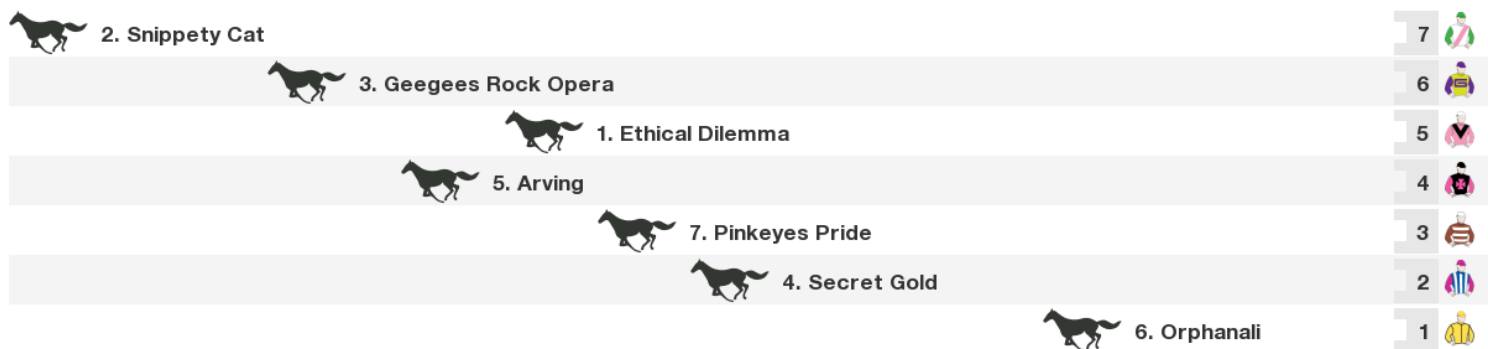 2. Snippety Cat 7
3. Geegees Rock Opera 6 G
1. Ethical Dilemma 5
5. Arving 4
7. Pinkeyes Pride 3
4. Secret Gold 2
6. Orphanali 1